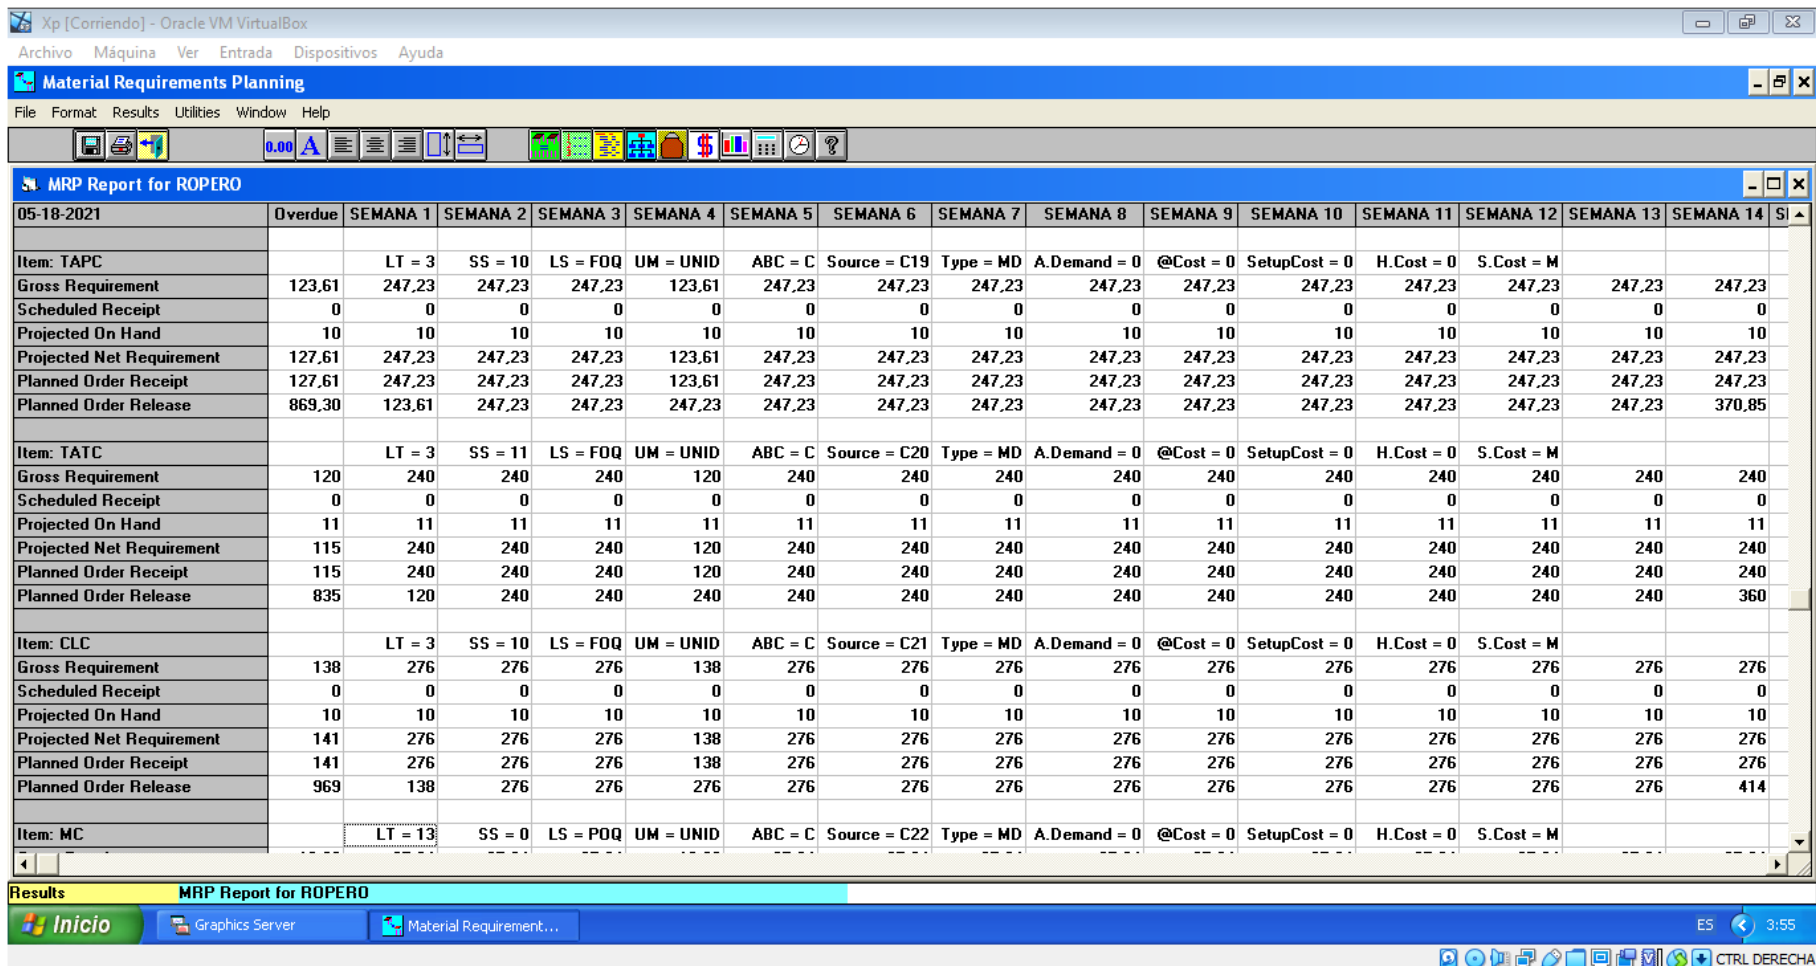 Xp [Corriendo] - Oracle VM VirtualBox
Archivo Máquina Ver Entrada Dispositivos Ayuda
Material Requirements Planning
File Format Results Utilities Window Help
0.00 A $ ?
MRP Report for ROPERO
05-18-2021 Overdue SEMANA 1 SEMANA 2 SEMANA 3 SEMANA 4 SEMANA 5 SEMANA 6 SEMANA 7 SEMANA 8 SEMANA 9 SEMANA 10 SEMANA 11 SEMANA 12 SEMANA 13 SEMANA 14
Item: TAPC LT = 3 SS = 10 LS = FOQ UM = UNID ABC = C Source = C19 Type = MD A.Demand = 0 @Cost = 0 SetupCost = 0 H.Cost = 0 S.Cost = M
Gross Requirement 123,61 247,23 247,23 247,23 123,61 247,23 247,23 247,23 247,23 247,23 247,23 247,23 247,23 247,23 247,23
Scheduled Receipt 0 0 0 0 0 0 0 0 0 0 0 0 0 0 0
Projected On Hand 10 10 10 10 10 10 10 10 10 10 10 10 10 10 10
Projected Net Requirement 127,61 247,23 247,23 247,23 123,61 247,23 247,23 247,23 247,23 247,23 247,23 247,23 247,23 247,23 247,23
Planned Order Receipt 127,61 247,23 247,23 247,23 123,61 247,23 247,23 247,23 247,23 247,23 247,23 247,23 247,23 247,23 247,23
Planned Order Release 869,30 123,61 247,23 247,23 247,23 247,23 247,23 247,23 247,23 247,23 247,23 247,23 247,23 247,23 370,85
Item: TATC LT = 3 SS = 11 LS = FOQ UM = UNID ABC = C Source = C20 Type = MD A.Demand = 0 @Cost = 0 SetupCost = 0 H.Cost = 0 S.Cost = M
Gross Requirement 120 240 240 240 120 240 240 240 240 240 240 240 240 240 240
Scheduled Receipt 0 0 0 0 0 0 0 0 0 0 0 0 0 0 0
Projected On Hand 11 11 11 11 11 11 11 11 11 11 11 11 11 11 11
Projected Net Requirement 115 240 240 240 120 240 240 240 240 240 240 240 240 240 240
Planned Order Receipt 115 240 240 240 120 240 240 240 240 240 240 240 240 240 240
Planned Order Release 835 120 240 240 240 240 240 240 240 240 240 240 240 240 360
Item: CLC LT = 3 SS = 10 LS = FOQ UM = UNID ABC = C Source = C21 Type = MD A.Demand = 0 @Cost = 0 SetupCost = 0 H.Cost = 0 S.Cost = M
Gross Requirement 138 276 276 276 138 276 276 276 276 276 276 276 276 276 276
Scheduled Receipt 0 0 0 0 0 0 0 0 0 0 0 0 0 0 0
Projected On Hand 10 10 10 10 10 10 10 10 10 10 10 10 10 10 10
Projected Net Requirement 141 276 276 276 138 276 276 276 276 276 276 276 276 276 276
Planned Order Receipt 141 276 276 276 138 276 276 276 276 276 276 276 276 276 276
Planned Order Release 969 138 276 276 276 276 276 276 276 276 276 276 276 276 414
Item: MC LT = 13 SS = 0 LS = POQ UM = UNID ABC = C Source = C22 Type = MD A.Demand = 0 @Cost = 0 SetupCost = 0 H.Cost = 0 S.Cost = M
Results MRP Report for ROPERO
Inicio Graphics Server Material Requirement... ES 3:55
CTRL DERECHA